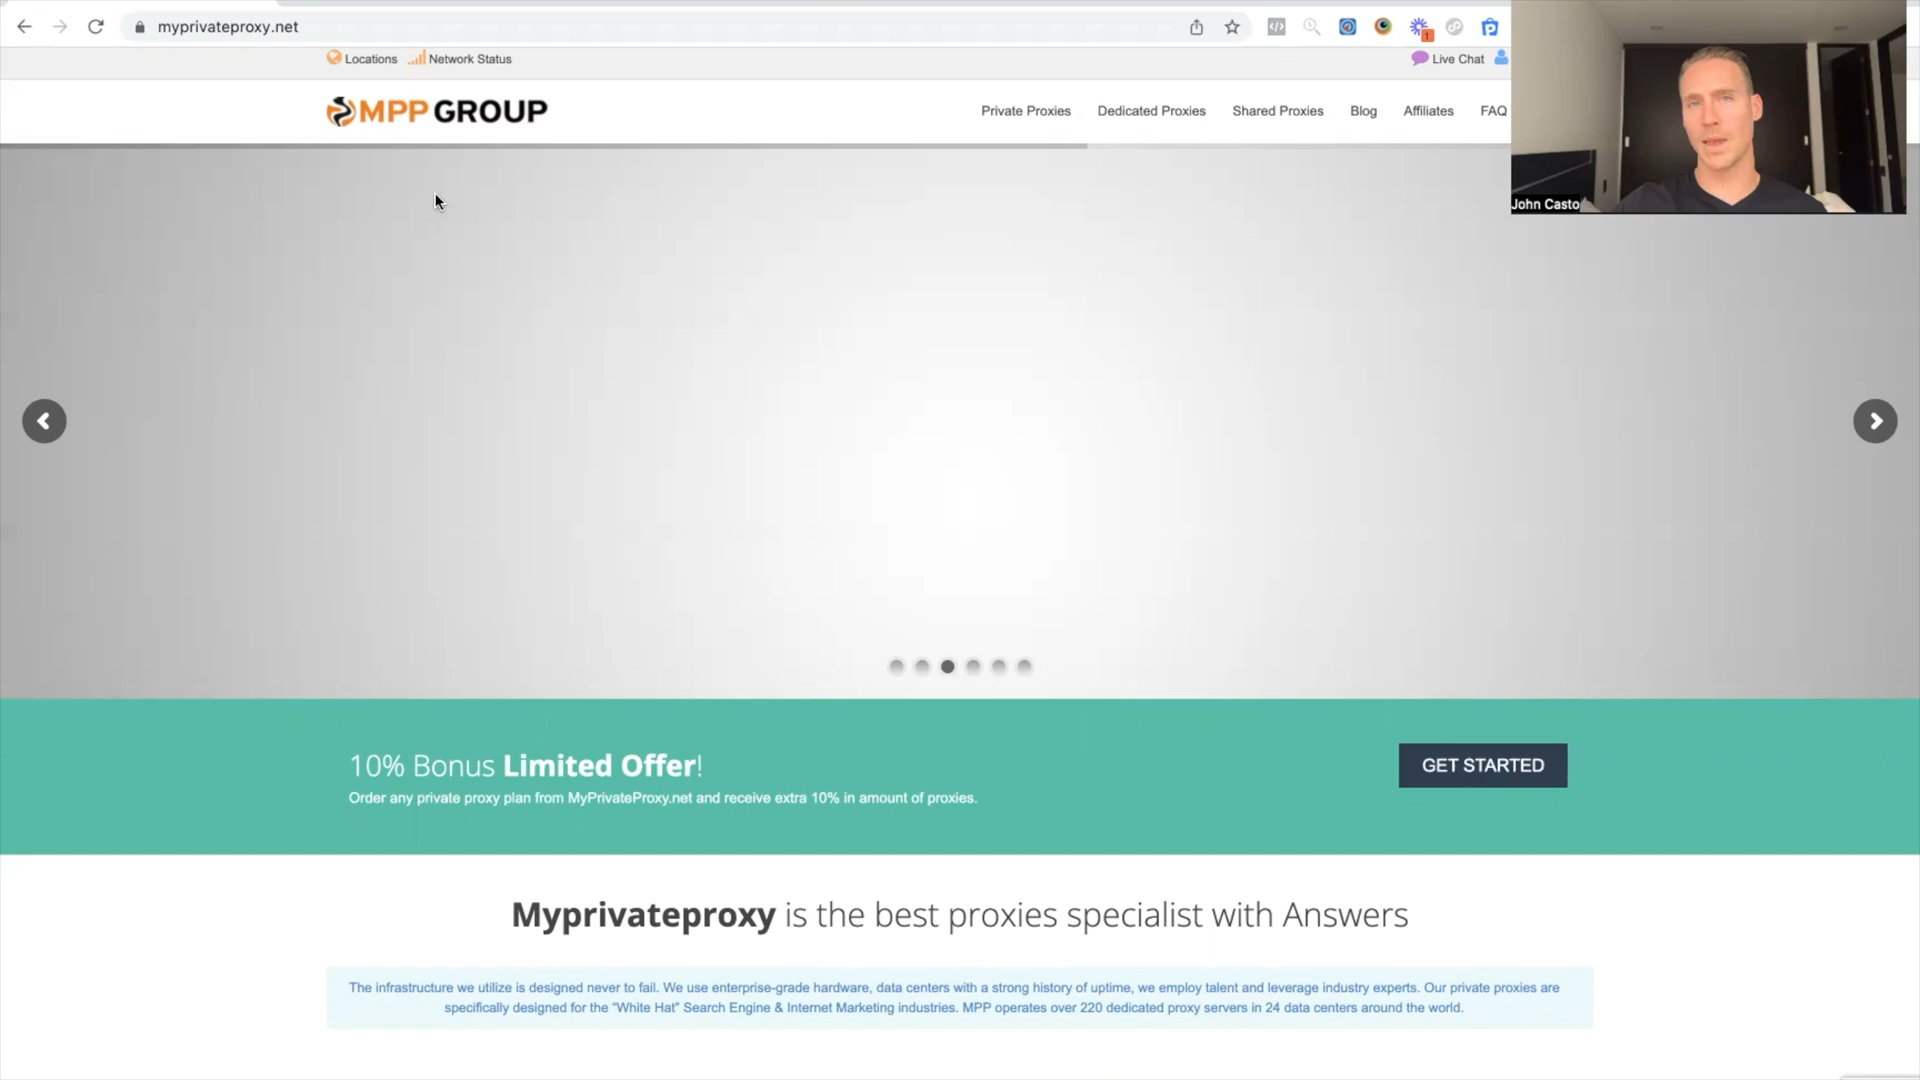 myprivateproxy.net
1
Locations Network Status Live Chat
MPP GROUP
Private Proxies Dedicated Proxies Shared Proxies Blog Affiliates FAQ
John Casto
10% Bonus Limited Offer!
Order any private proxy plan from MyPrivateProxy.net and receive extra 10% in amount of proxies.
GET STARTED
Myprivateproxy is the best proxies specialist with Answers
The infrastructure we utilize is designed never to fail. We use enterprise-grade hardware, data centers with a strong history of uptime, we employ talent and leverage industry experts. Our private proxies are
specifically designed for the “White Hat” Search Engine & Internet Marketing industries. MPP operates over 220 dedicated proxy servers in 24 data centers around the world.